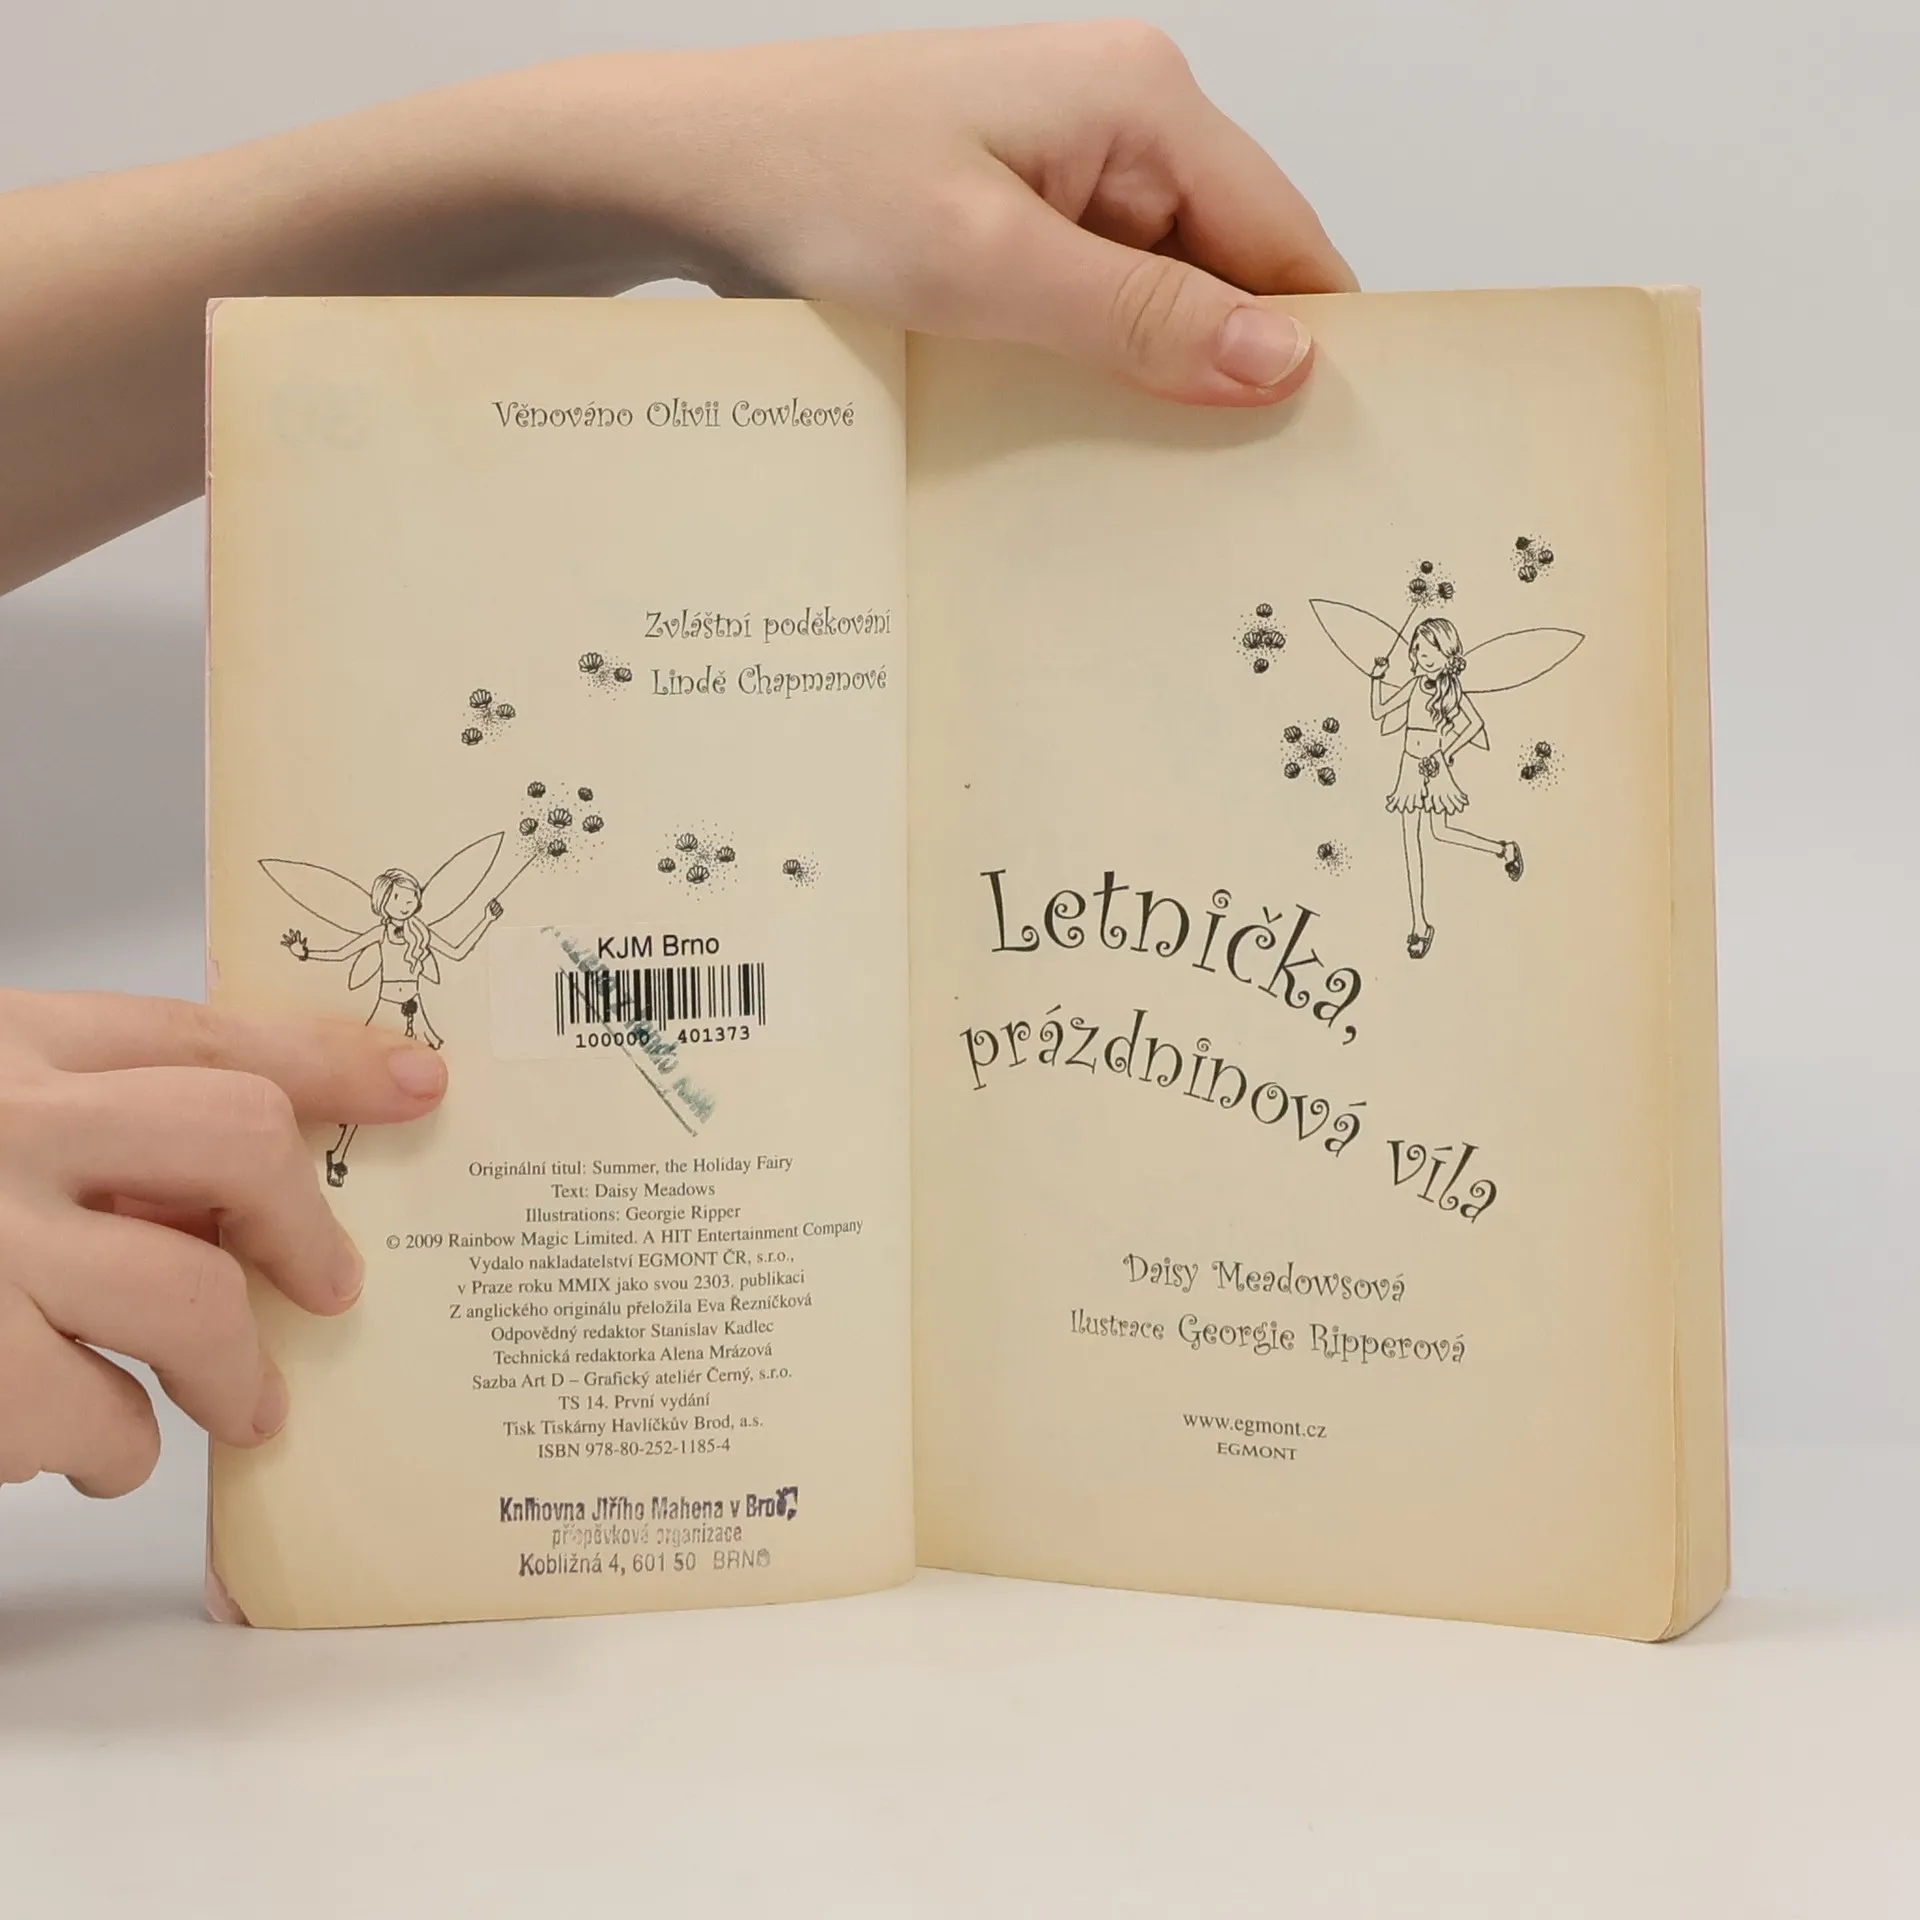 Věnováno Olivii Cowleové
Zvláštní poděkování
Lindě Chapmanové
KJM Brno
100000 401373
Originální titul: Summer, the Holiday Fairy
Text: Daisy Meadows
Illustrations: Georgie Ripper
© 2009 Rainbow Magic Limited. A HIT Entertainment Company
Vydalo nakladatelství EGMONT ČR, s.r.o.,
v Praze roku MMIX jako svou 2303. publikaci
Z anglického originálu přeložila Eva Řezníčková
Odpovědný redaktor Stanislav Kadlec
Technická redaktorka Alena Mrázová
Sazba Art D – Grafický ateliér Černý, s.r.o.
TS 14. První vydání
Tisk Tiskárny Havlíčkův Brod, a.s.
ISBN 978-80-252-1185-4
Knihovna Jiřího Mahena v Brně
příspěvková organizace
Kobližná 4, 601 50 BRNO
Letnička,
prázdninová víla
Daisy Meadowsová
Ilustrace Georgie Ripperová
www.egmont.cz
EGMONT